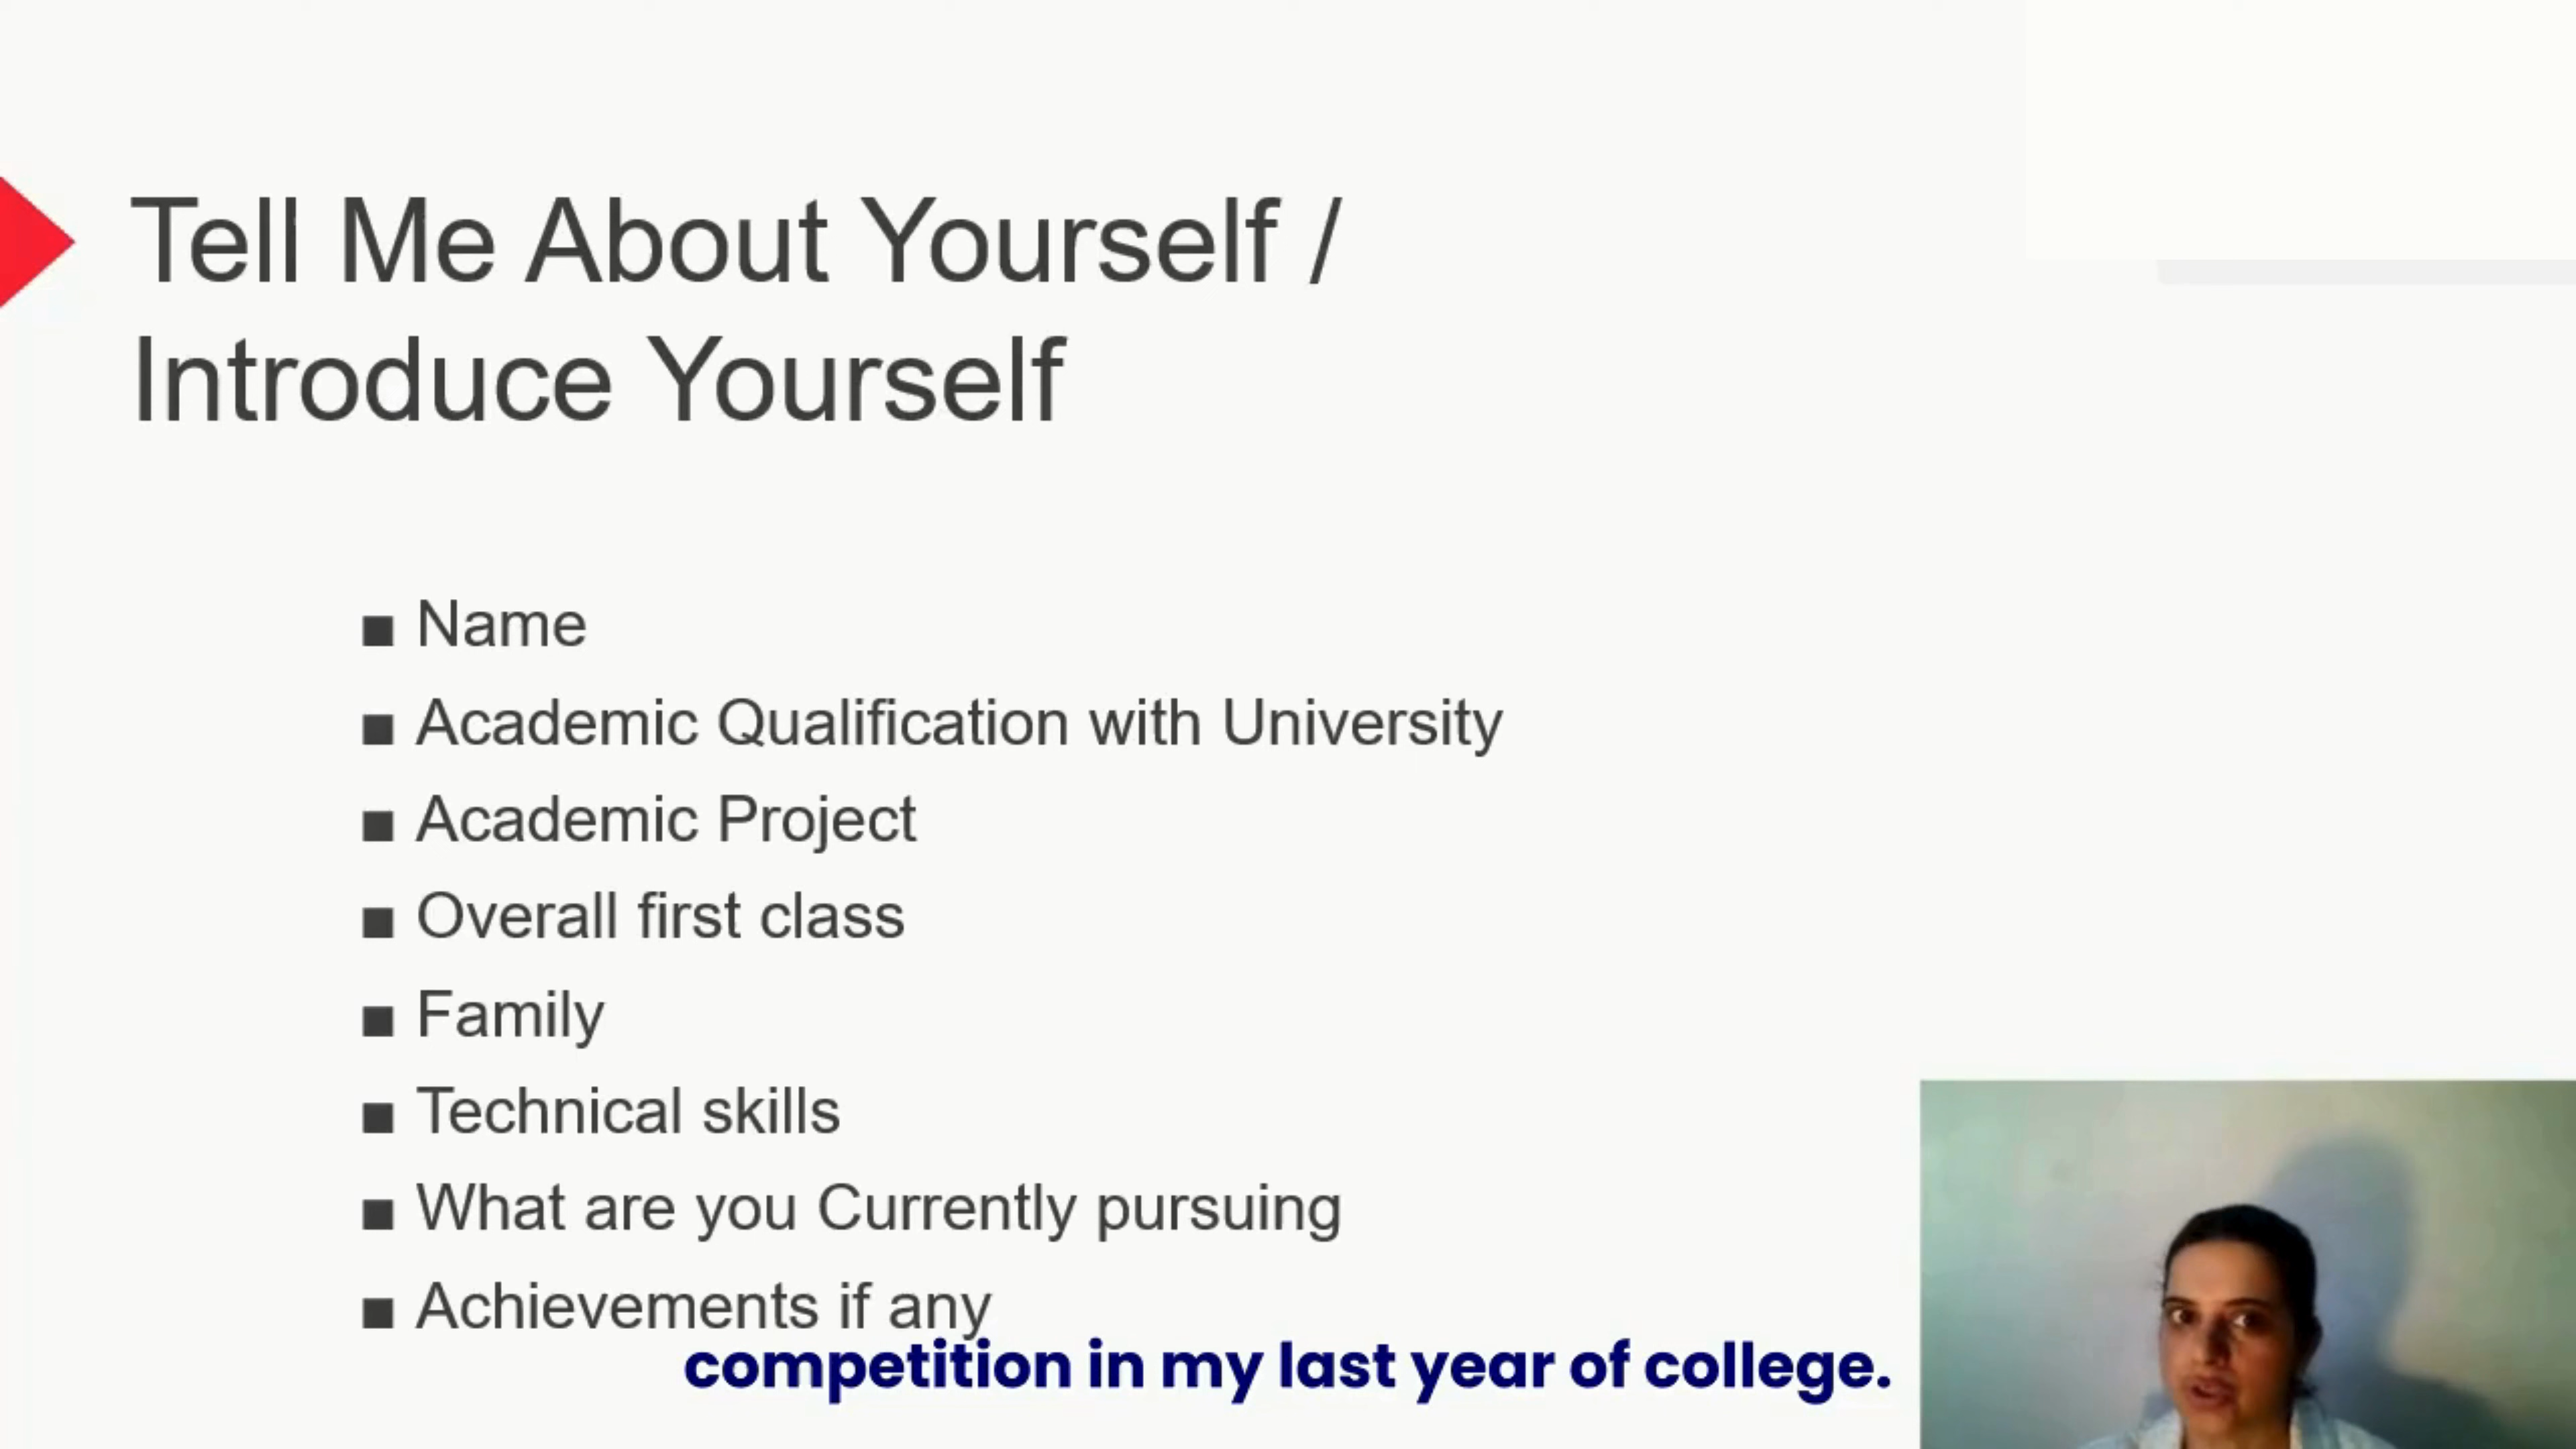 Tell Me About Yourself /
Introduce Yourself
■ Name
■ Academic Qualification with University
■ Academic Project
■ Overall first class
■ Family
■ Technical skills
■ What are you Currently pursuing
■ Achievements if any
competition in my last year of college.